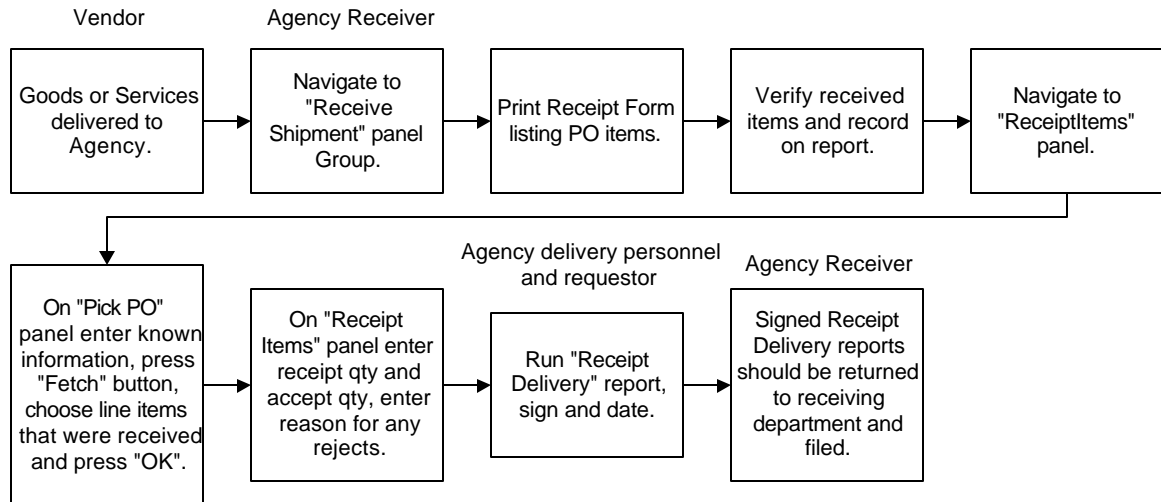 Vendor
Agency Receiver
Goods or Services
delivered to
Agency.
Navigate to
"Receive
Shipment" panel
Group.
Print Receipt Form
listing PO items.
Verify received
items and record
on report.
Navigate to
"ReceiptItems"
panel.
Agency delivery personnel
and requestor
Agency Receiver
On "Pick PO"
panel enter known
information, press
"Fetch" button,
choose line items
that were received
and press "OK".
On "Receipt
Items" panel enter
receipt qty and
accept qty, enter
reason for any
rejects.
Run "Receipt
Delivery" report,
sign and date.
Signed Receipt
Delivery reports
should be returned
to receiving
department and
filed.